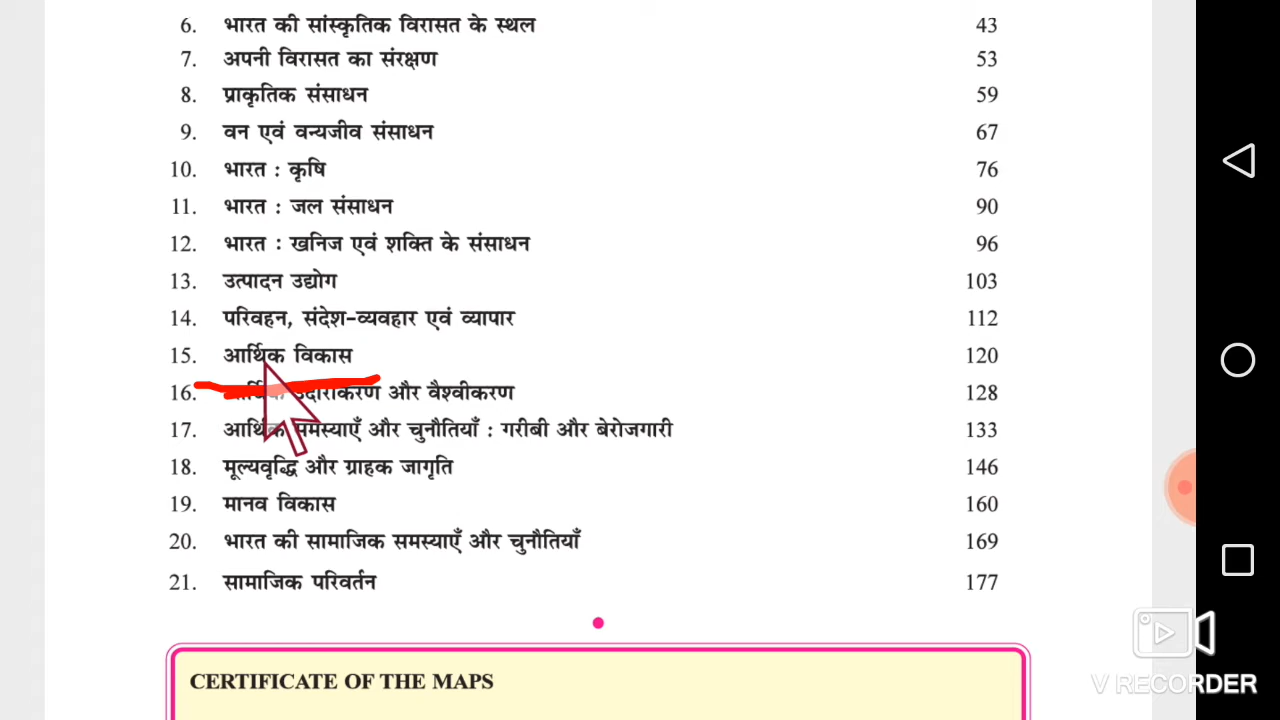 6. भारत की सांस्कृतिक विरासत के स्थल 43
7. अपनी विरासत का संरक्षण 53
8. प्राकृतिक संसाधन 59
9. वन एवं वन्यजीव संसाधन 67
10. भारत : कृषि 76
11. भारत : जल संसाधन 90
12. भारत : खनिज एवं शक्ति के संसाधन 96
13. उत्पादन उद्योग 103
14. परिवहन, संदेश-व्यवहार एवं व्यापार 112
15. आर्थिक विकास 120
16. आर्थिक उदारीकरण और वैश्वीकरण 128
17. आर्थिक समस्याएँ और चुनौतियाँ : गरीबी और बेरोजगारी 133
18. मूल्यवृद्धि और ग्राहक जागृति 146
19. मानव विकास 160
20. भारत की सामाजिक समस्याएँ और चुनौतियाँ 169
21. सामाजिक परिवर्तन 177
CERTIFICATE OF THE MAPS
V RECORDER